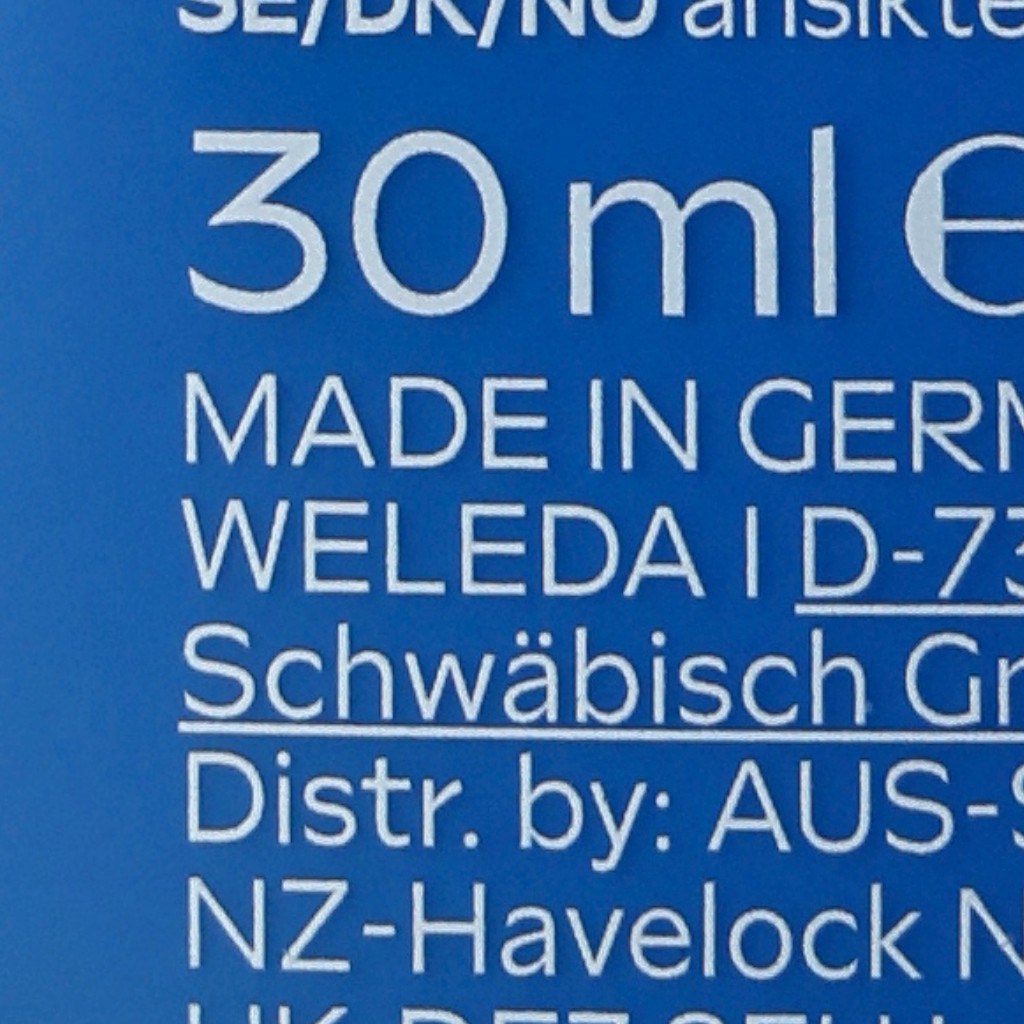 SE/DK/NO ansikte
30 ml ℮
MADE IN GERM
WELEDA I D-73
Schwäbisch Gr
Distr. by: AUS-S
NZ-Havelock N